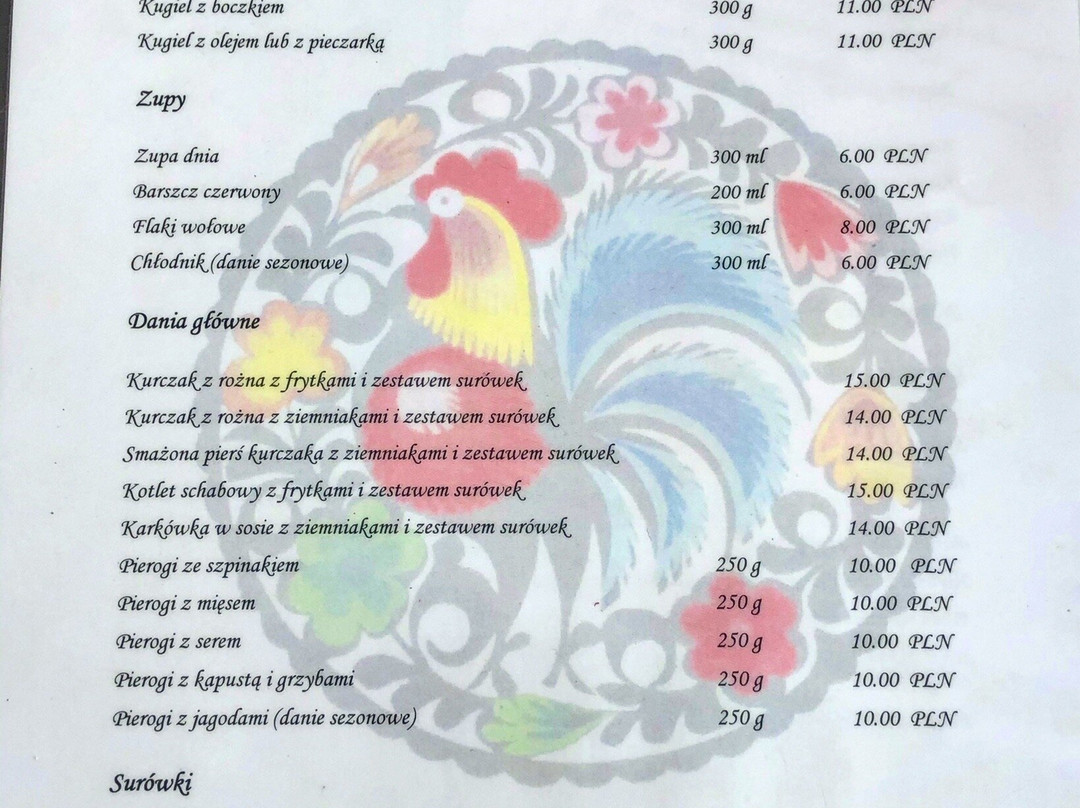 Kugiel z boczkiem 300 g 11.00 PLN
Kugiel z olejem lub z pieczarką 300 g 11.00 PLN
Zupy
Zupa dnia 300 ml 6.00 PLN
Barszcz czerwony 200 ml 6.00 PLN
Flaki wołowe 300 ml 8.00 PLN
Chłodnik (danie sezonowe) 300 ml 6.00 PLN
Dania główne
Kurczak z rożna z frytkami i zestawem surówek 15.00 PLN
Kurczak z rożna z ziemniakami i zestawem surówek 14.00 PLN
Smażona pierś kurczaka z ziemniakami i zestawem surówek 14.00 PLN
Kotlet schabowy z frytkami i zestawem surówek 15.00 PLN
Karkówka w sosie z ziemniakami i zestawem surówek 14.00 PLN
Pierogi ze szpinakiem 250 g 10.00 PLN
Pierogi z mięsem 250 g 10.00 PLN
Pierogi z serem 250 g 10.00 PLN
Pierogi z kapustą i grzybami 250 g 10.00 PLN
Pierogi z jagodami (danie sezonowe) 250 g 10.00 PLN
Surówki